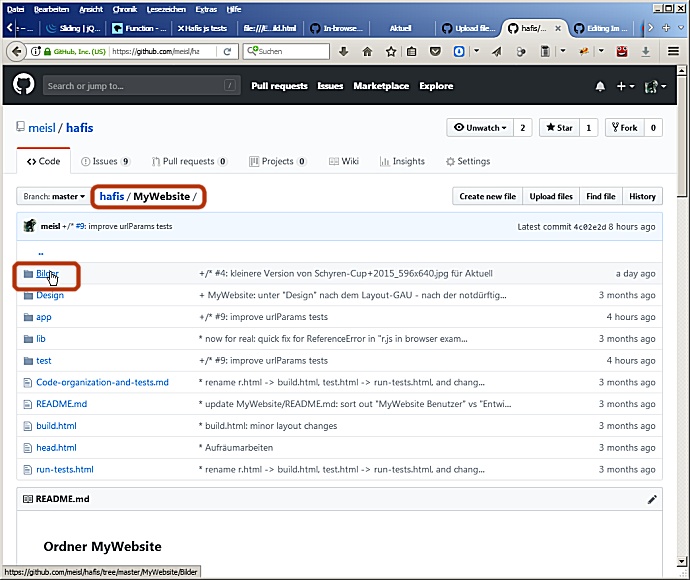 Datei Bearbeiten Ansicht Chronik Lesezeichen Extras Hilfe
Sliding | jQ... Function - ... Hafis js tests file:///E...ild.html In-browse... Aktuell Upload file... hafis/... Editing Im...
GitHub, Inc. (US) https://github.com/meisl/ha Suchen
Search or jump to... / Pull requests Issues Marketplace Explore
meisl / hafis Unwatch 2 Star 1 Fork 0
Code Issues 9 Pull requests 0 Projects 0 Wiki Insights Settings
Branch: master hafis / MyWebsite / Create new file Upload files Find file History
meisl +/* #9: improve urlParams tests Latest commit 4c02e2d 8 hours ago
..
Bilder +/* #4: kleinere Version von Schyren-Cup+2015_596x640.jpg für Aktuell a day ago
Design + MyWebsite: unter "Design" nach dem Layout-GAU - nach der notdürftig... 3 months ago
app +/* #9: improve urlParams tests 4 hours ago
lib * now for real: quick fix for ReferenceError in "r.js in browser exam... 3 months ago
test +/* #9: improve urlParams tests 4 hours ago
Code-organization-and-tests.md * rename r.html -> build.html, test.html -> run-tests.html, and chang... 3 months ago
README.md * update MyWebsite/README.md: sort out "MyWebsite Benutzer" vs "Entwi... 3 months ago
build.html * build.html: minor layout changes 3 months ago
head.html * Aufräumarbeiten 3 months ago
run-tests.html * rename r.html -> build.html, test.html -> run-tests.html, and chang... 3 months ago
README.md
Ordner MyWebsite
https://github.com/meisl/hafis/tree/master/MyWebsite/Bilder